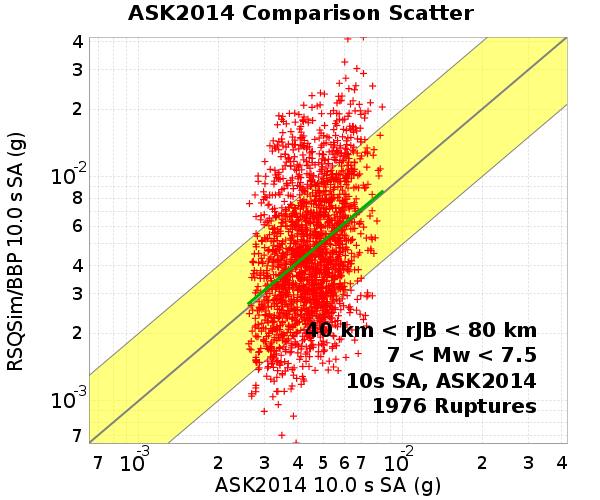 ASK2014 Comparison Scatter
RSQSim/BBP 10.0 s SA (g)
4
3
2
10⁻²
8
6
4
3
2
10⁻³
7
40 km < rJB < 80 km
7 < Mw < 7.5
10s SA, ASK2014
1976 Ruptures
7 10⁻³ 2 3 4 5 6 7 10⁻² 2 3 4
ASK2014 10.0 s SA (g)